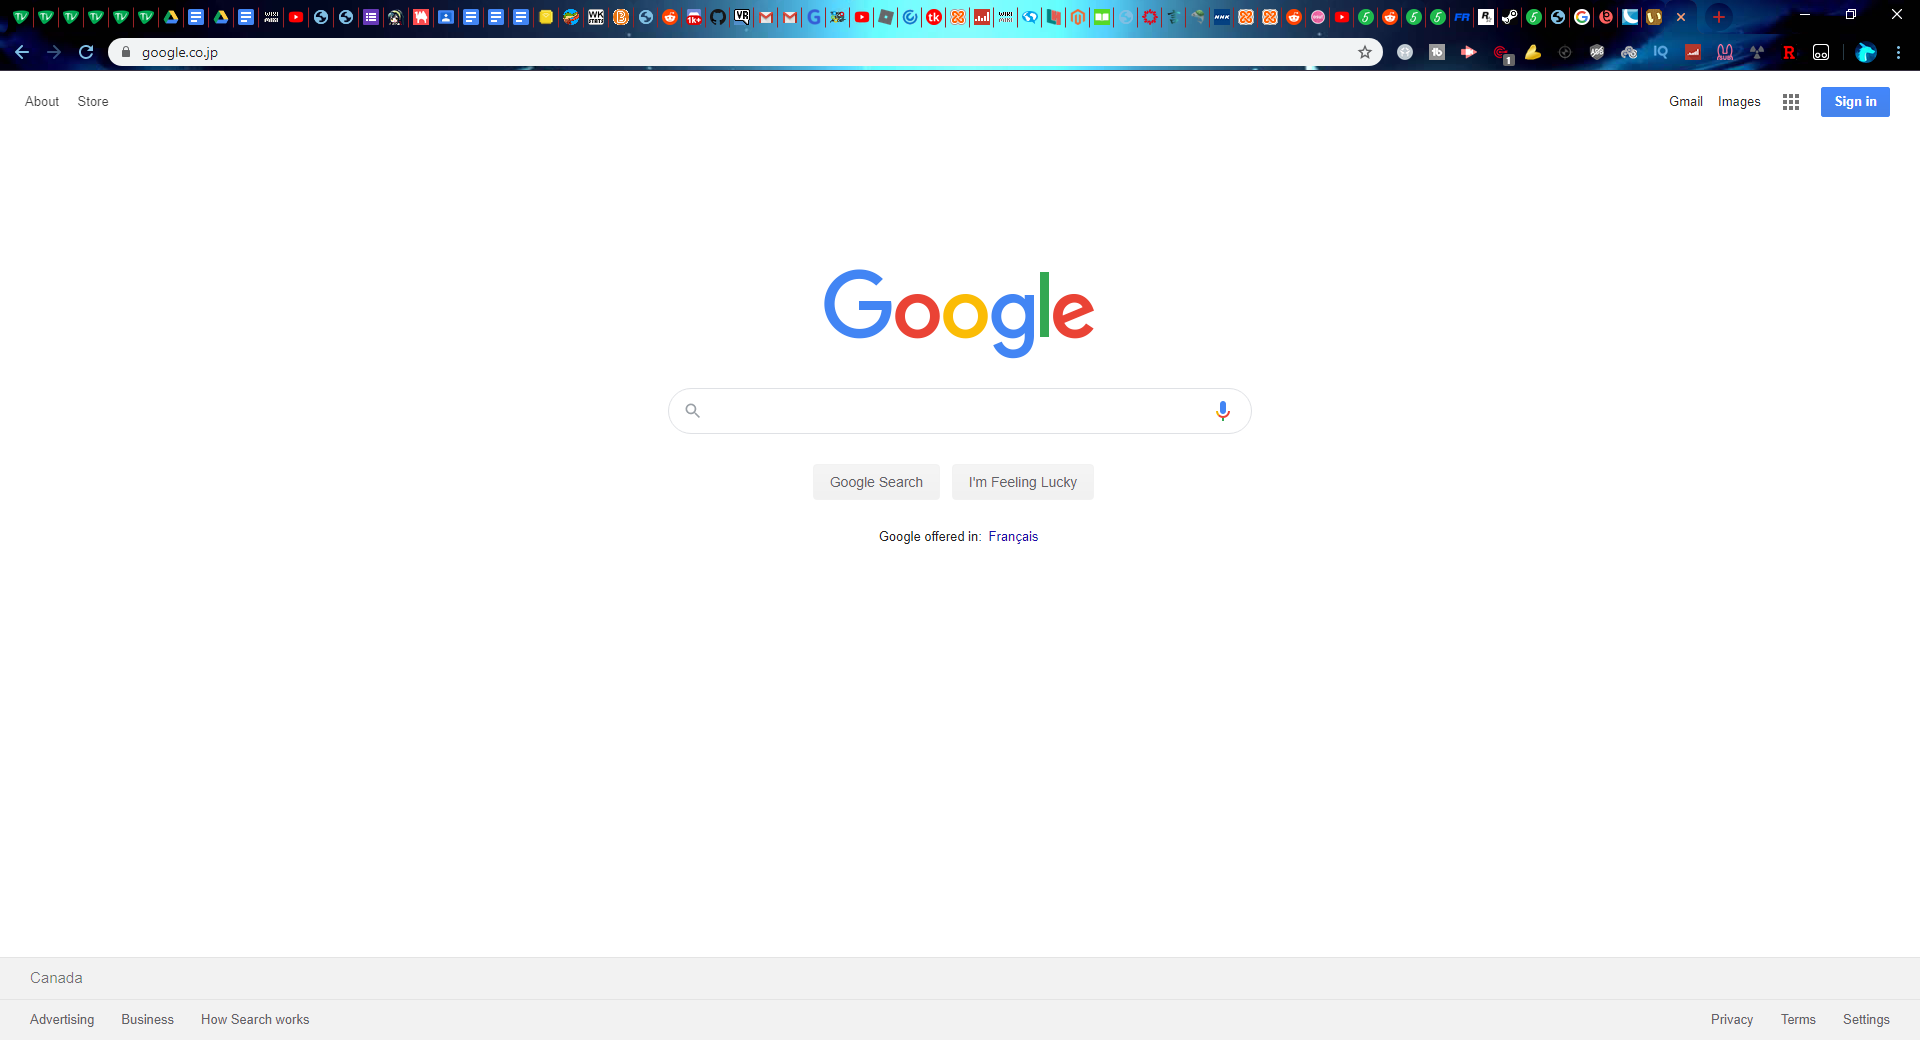 google.co.jp
1
About Store
Gmail Images Sign in
Google
Google Search I'm Feeling Lucky
Google offered in: Français
Canada
Advertising Business How Search works
Privacy Terms Settings